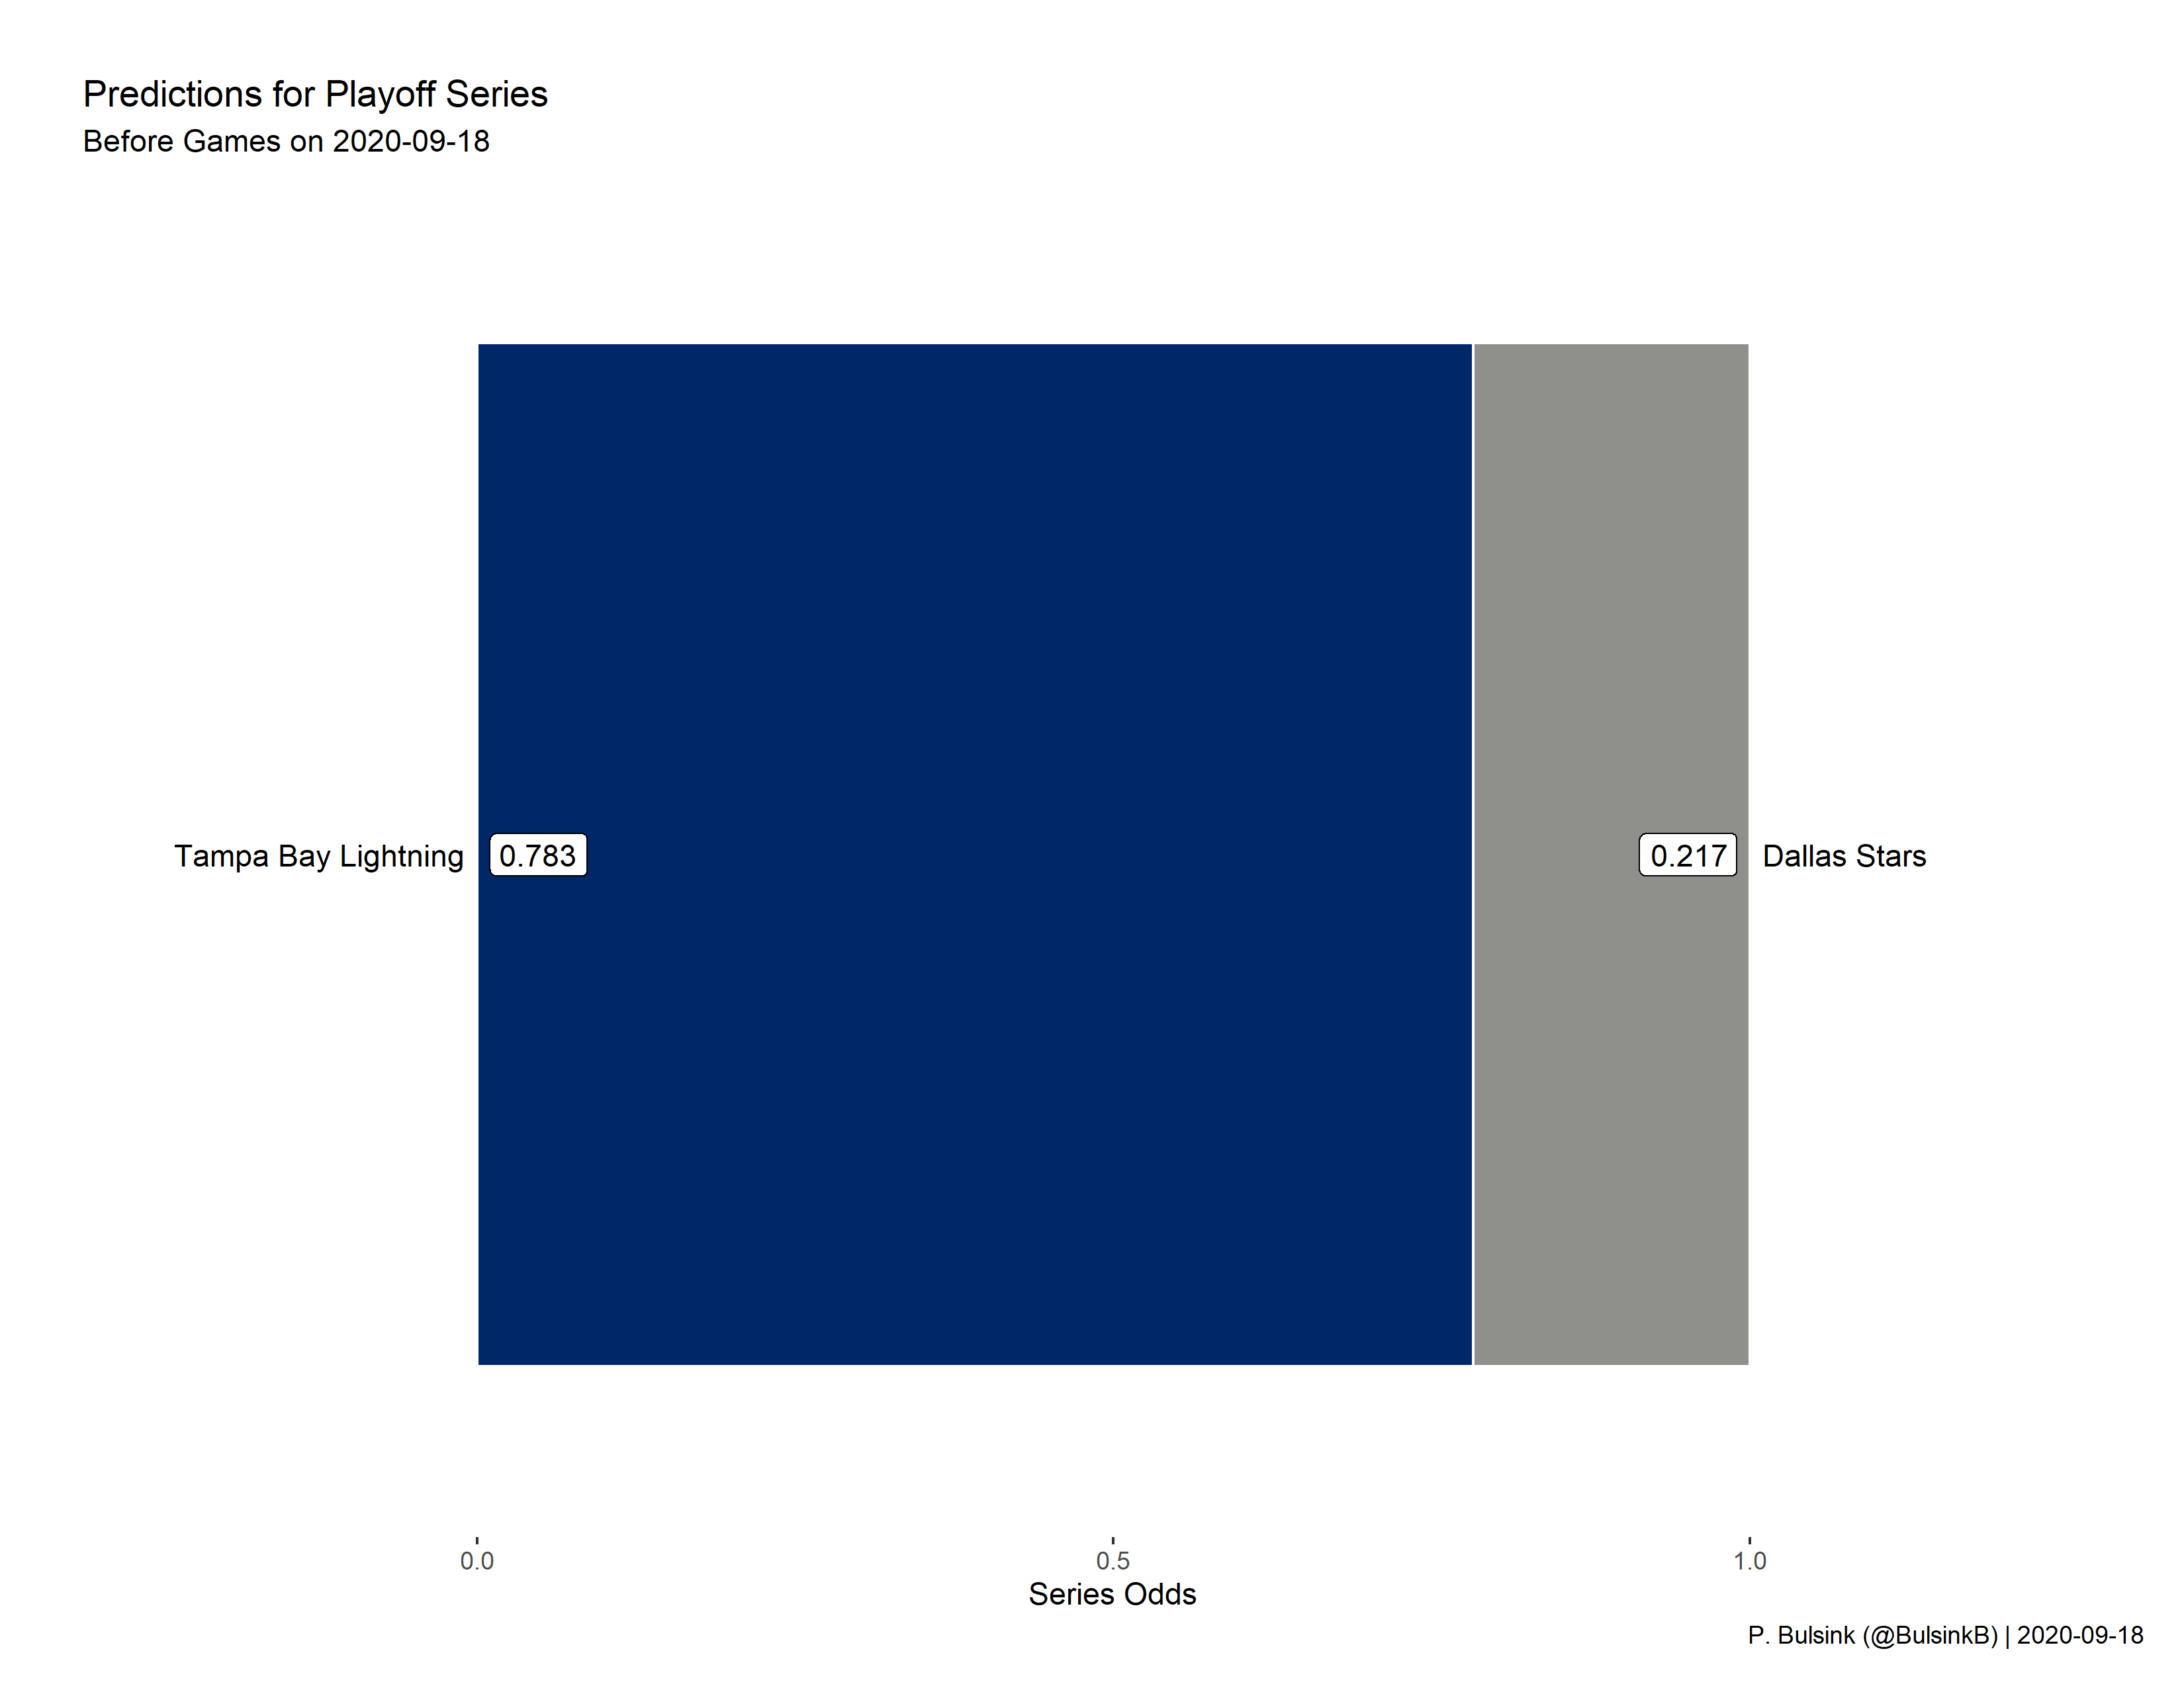 Predictions for Playoff Series
Before Games on 2020-09-18
Tampa Bay Lightning 0.783 0.217 Dallas Stars
0.0 0.5 1.0
Series Odds
P. Bulsink (@BulsinkB) | 2020-09-18